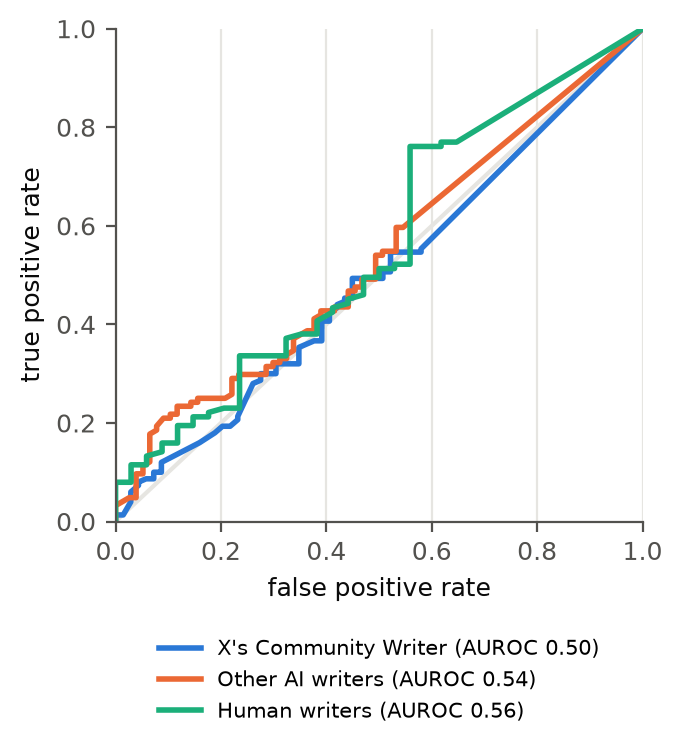 1.0
0.8
0.6
0.4
0.2
0.0
true positive rate
0.0 0.2 0.4 0.6 0.8 1.0
false positive rate
X's Community Writer (AUROC 0.50)
Other AI writers (AUROC 0.54)
Human writers (AUROC 0.56)